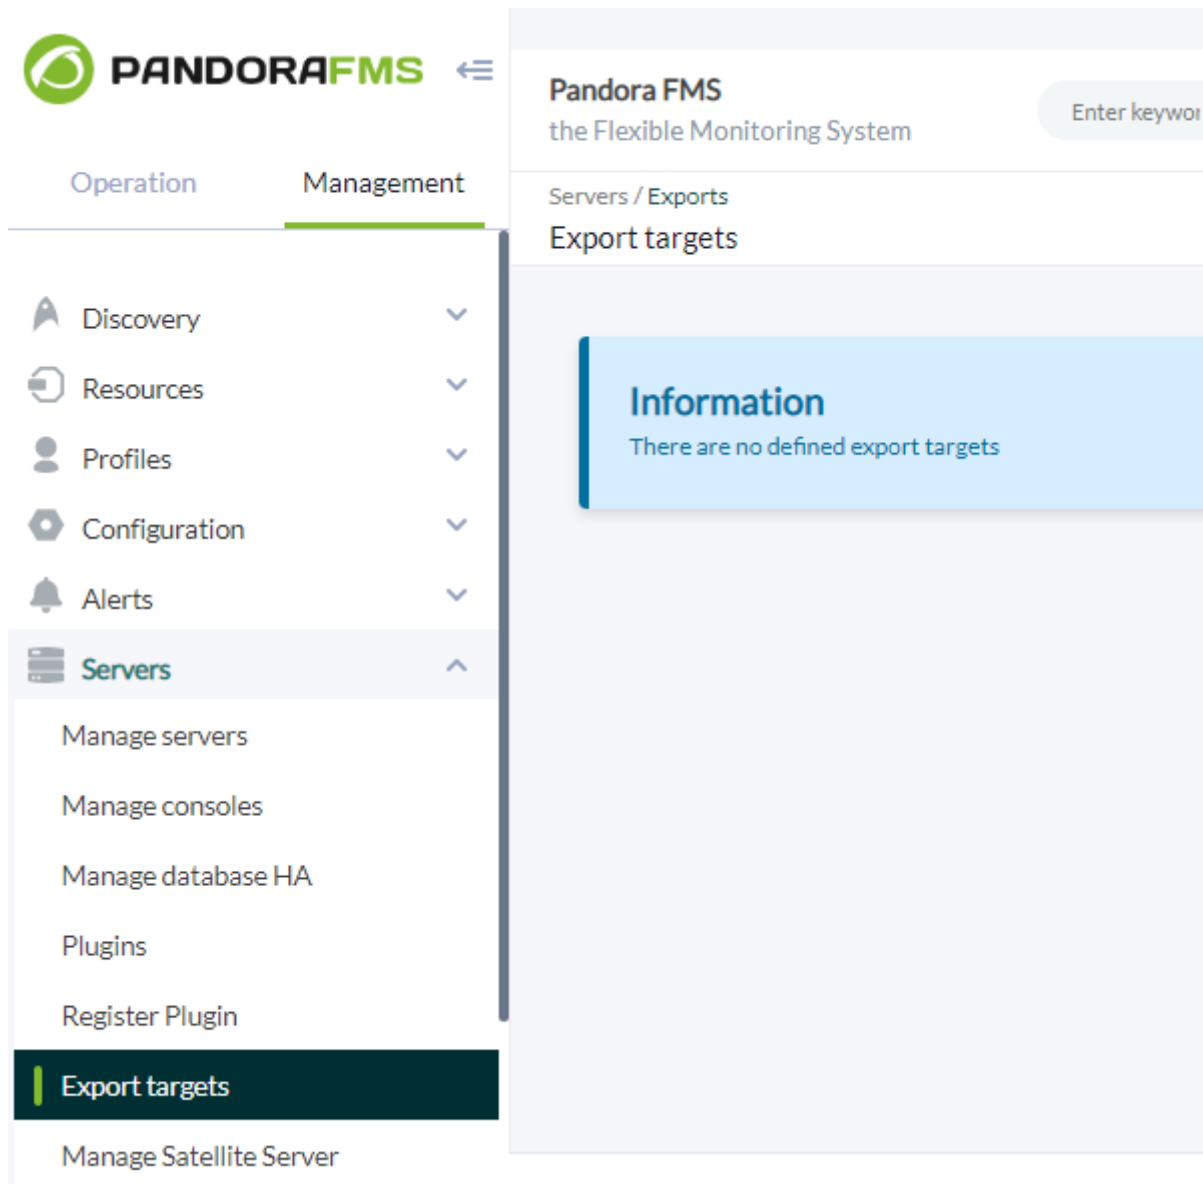 PANDORAFMS
Operation
Management
Discovery
Resources
Profiles
Configuration
Alerts
Servers
Manage servers
Manage consoles
Manage database HA
Plugins
Register Plugin
Export targets
Manage Satellite Server
Pandora FMS
the Flexible Monitoring System
Enter keywor
Servers / Exports
Export targets
Information
There are no defined export targets